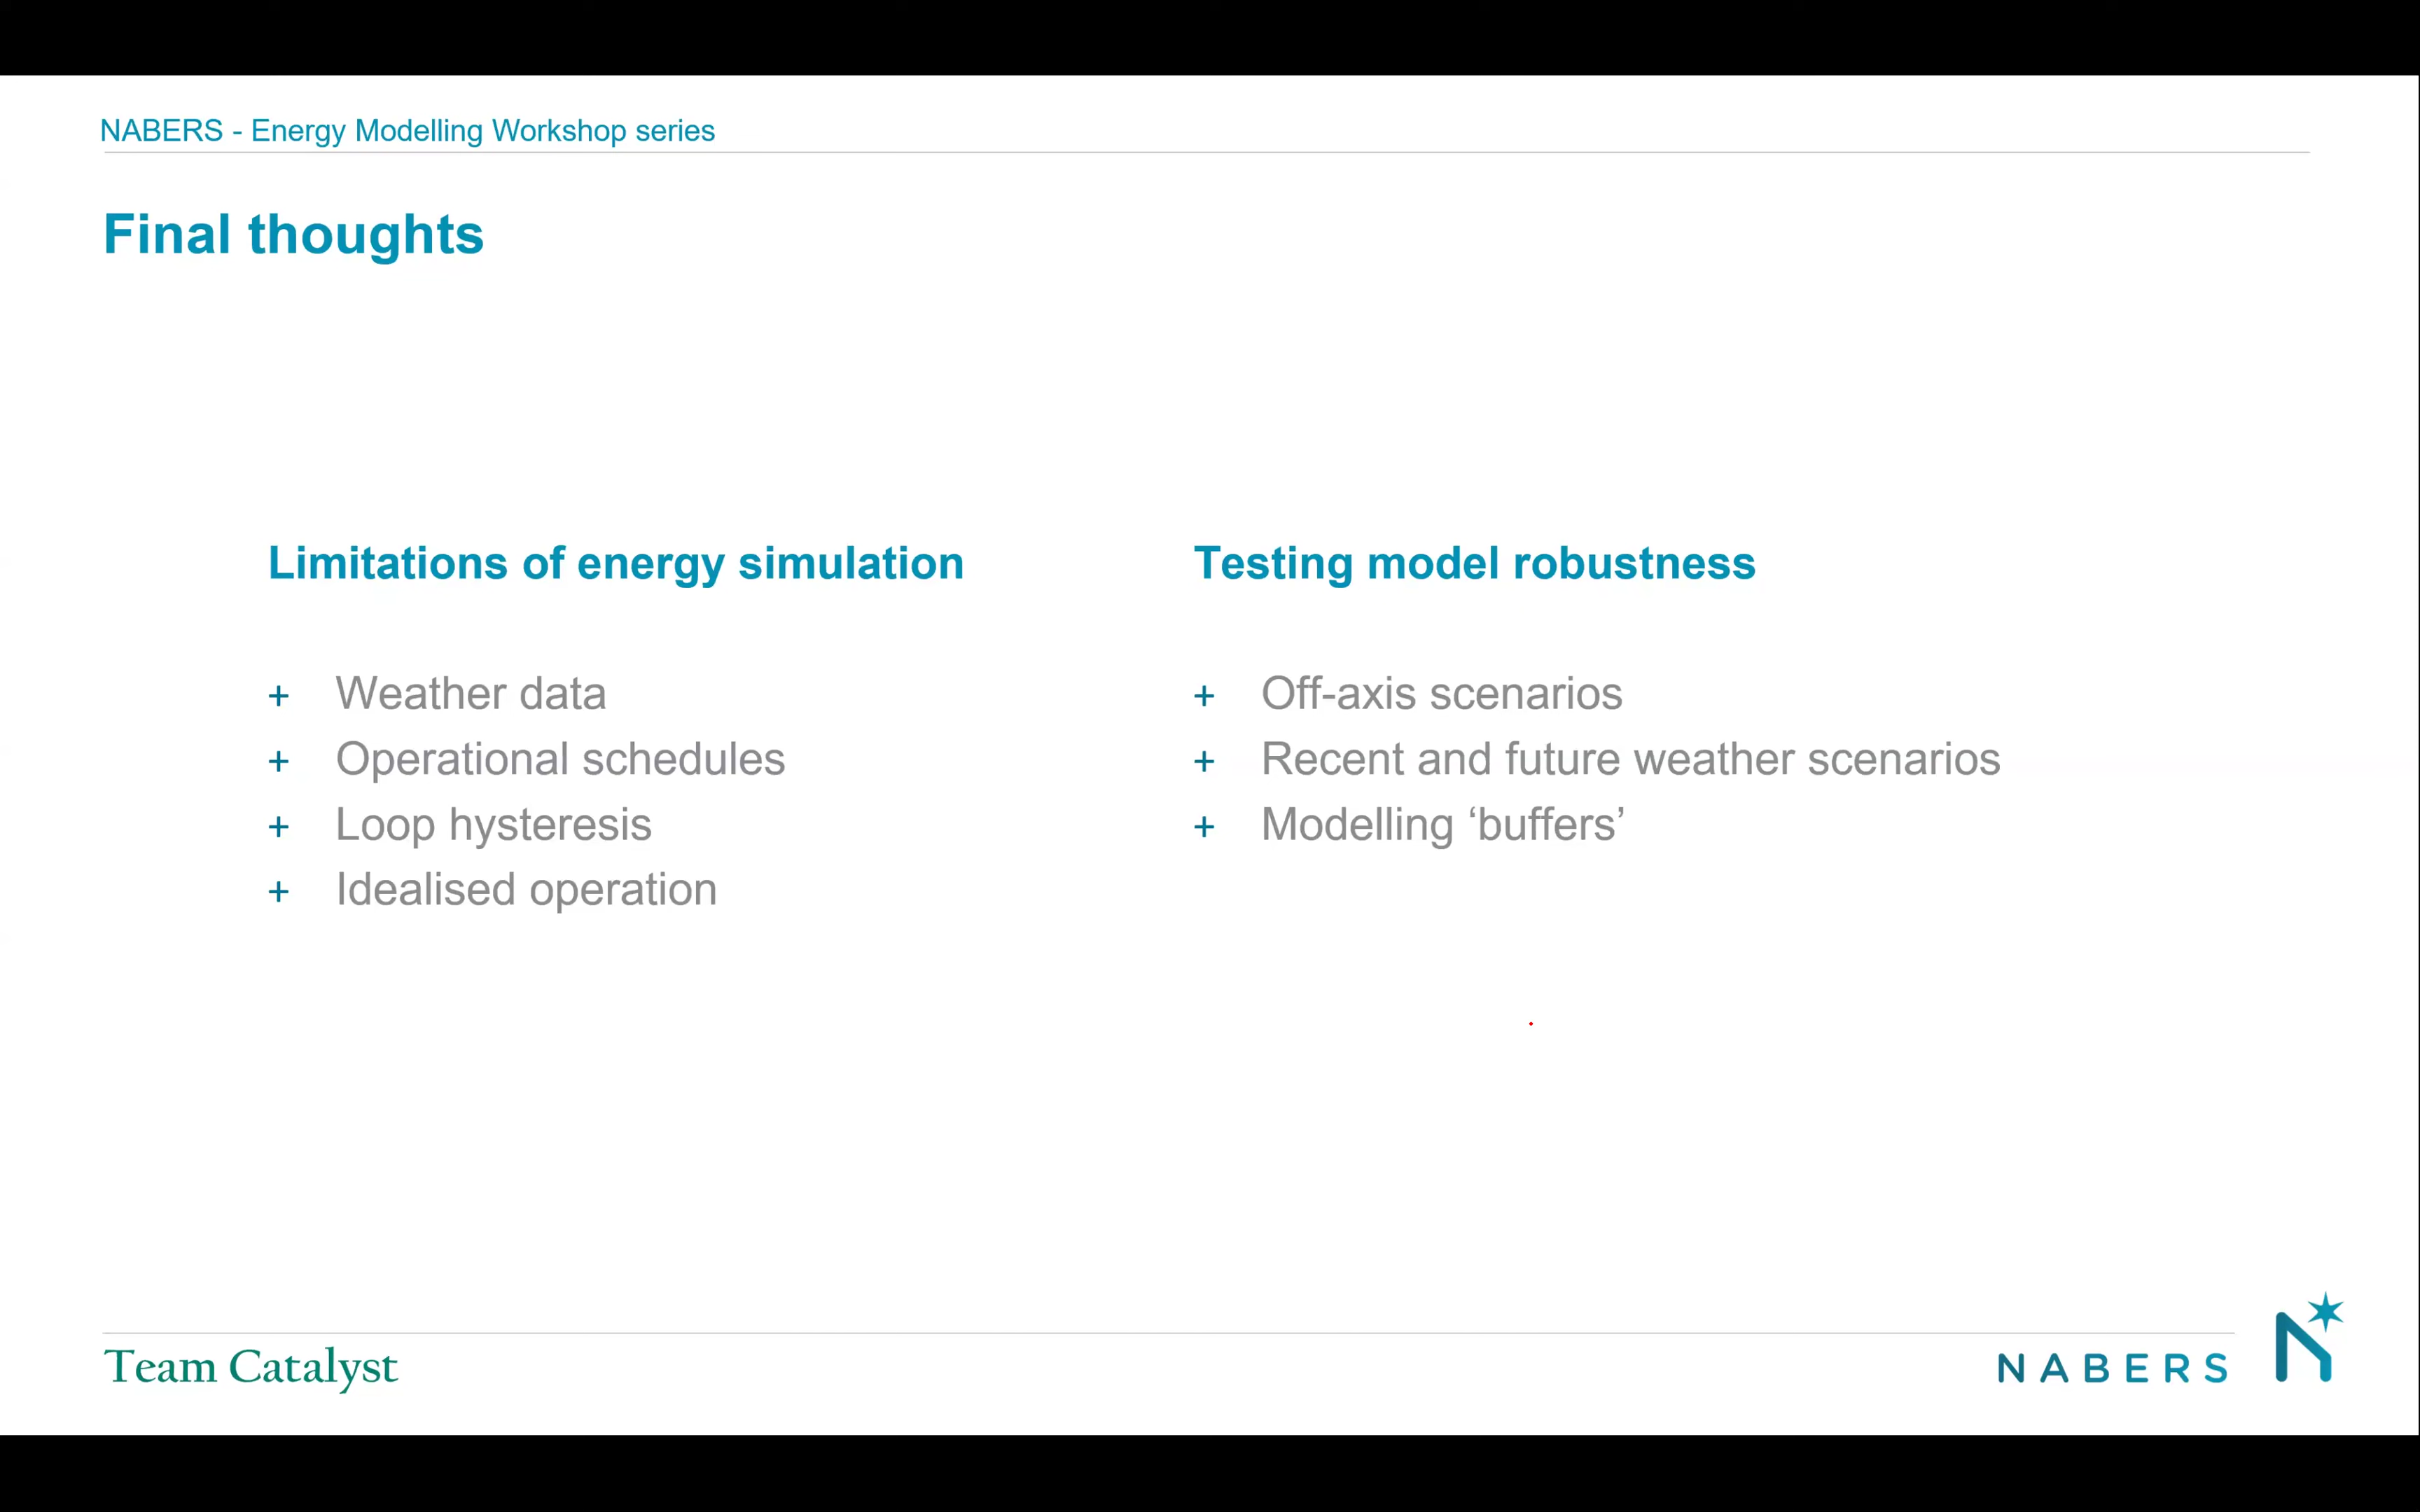 NABERS - Energy Modelling Workshop series
Final thoughts
Limitations of energy simulation
+ Weather data
+ Operational schedules
+ Loop hysteresis
+ Idealised operation
Testing model robustness
+ Off-axis scenarios
+ Recent and future weather scenarios
+ Modelling ‘buffers’
Team Catalyst
NABERS